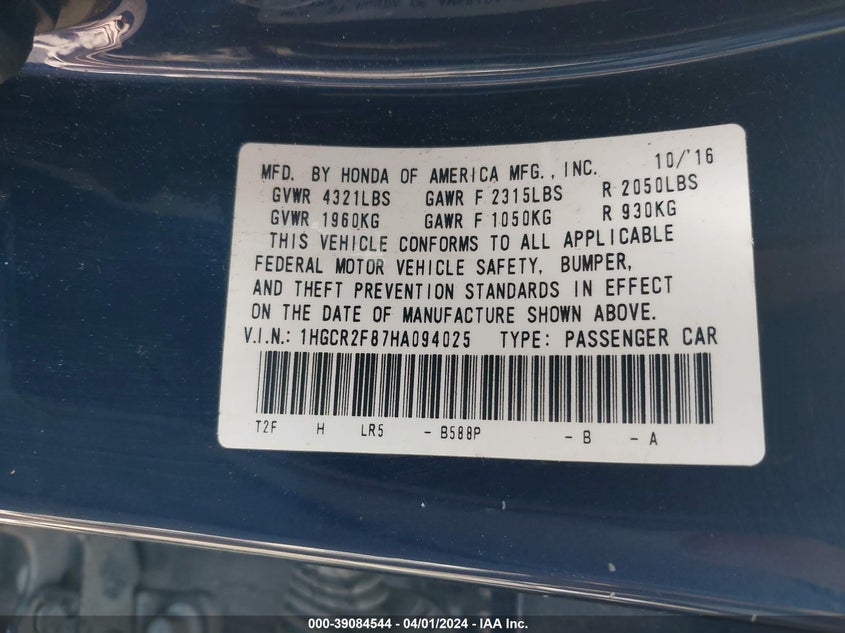 MFD. BY HONDA OF AMERICA MFG., INC. 10/'16
GVWR 4321LBS GAWR F 2315LBS R 2050LBS
GVWR 1960KG GAWR F 1050KG R 930KG
THIS VEHICLE CONFORMS TO ALL APPLICABLE
FEDERAL MOTOR VEHICLE SAFETY, BUMPER,
AND THEFT PREVENTION STANDARDS IN EFFECT
ON THE DATE OF MANUFACTURE SHOWN ABOVE.
V.I.N.: 1HGCR2F87HA094025 TYPE: PASSENGER CAR
T2F H LR5 - B588P - B - A
000-39084544 / 04/01/2024 - IAA Inc.